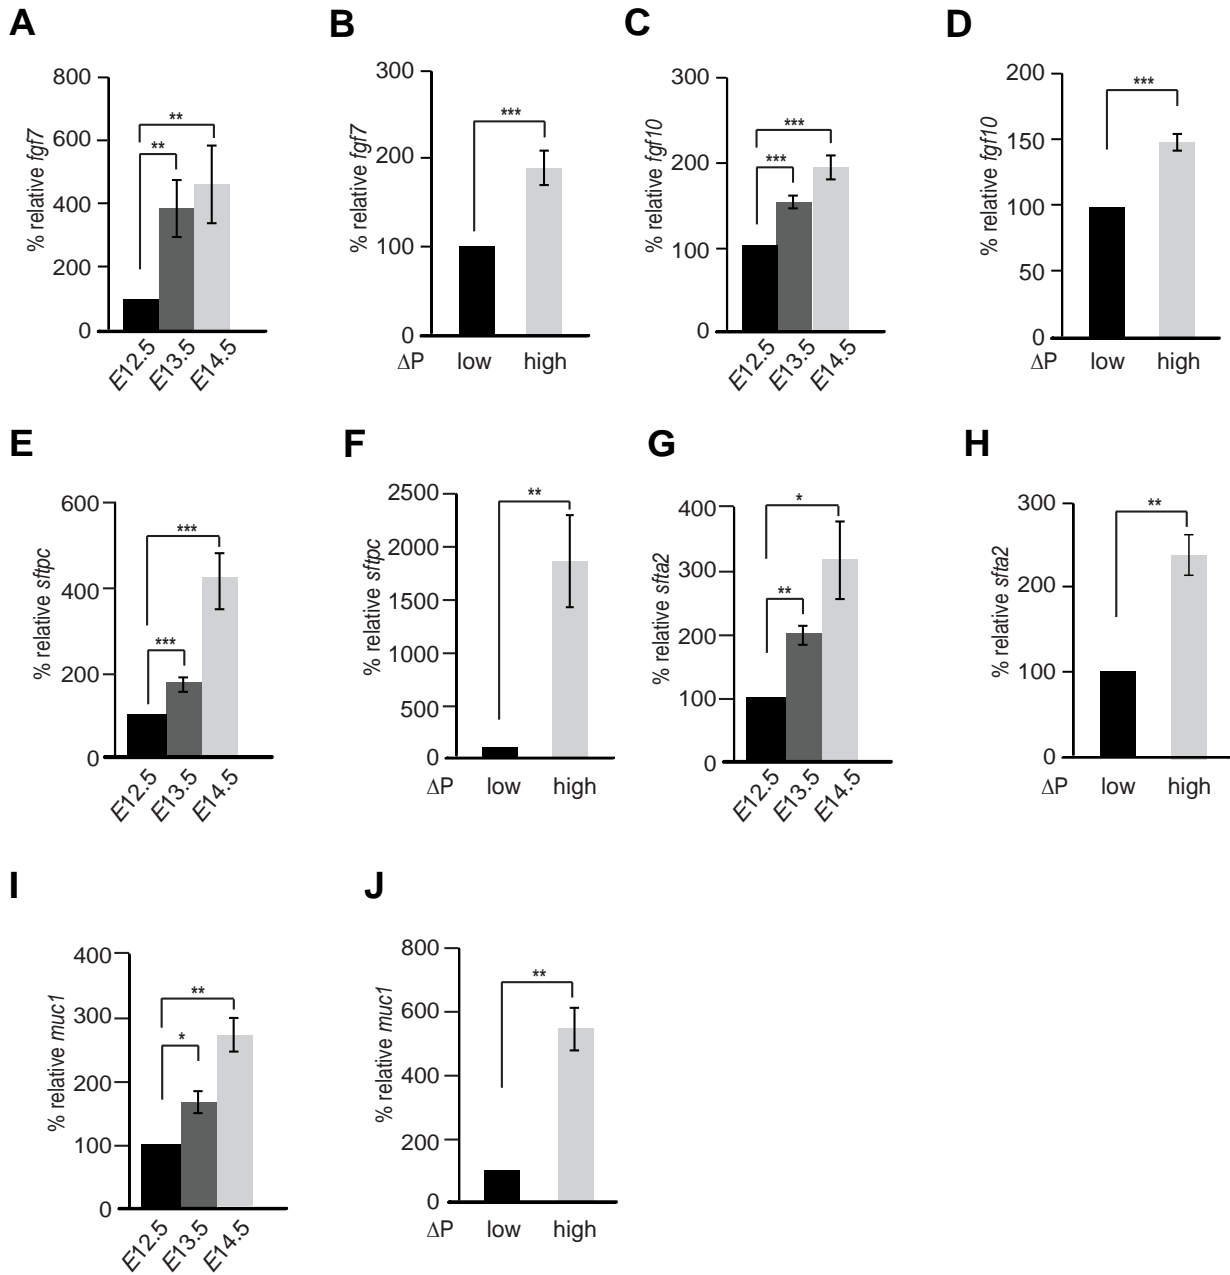 A
B
C
D
% relative fgf7
800
600
400
200
0
**
**
E12.5
E13.5
E14.5
% relative fgf7
300
200
100
0
***
ΔP
low
high
% relative fgf10
300
200
100
0
***
***
E12.5
E13.5
E14.5
% relative fgf10
200
150
100
50
0
***
ΔP
low
high
E
F
G
H
% relative sftpc
600
400
200
0
***
***
E12.5
E13.5
E14.5
% relative sftpc
2500
2000
1500
1000
500
0
**
ΔP
low
high
% relative sfta2
400
300
200
100
0
*
**
E12.5
E13.5
E14.5
% relative sfta2
300
200
100
0
**
ΔP
low
high
I
J
% relative muc1
400
300
200
100
0
**
*
E12.5
E13.5
E14.5
% relative muc1
800
600
400
200
0
**
ΔP
low
high